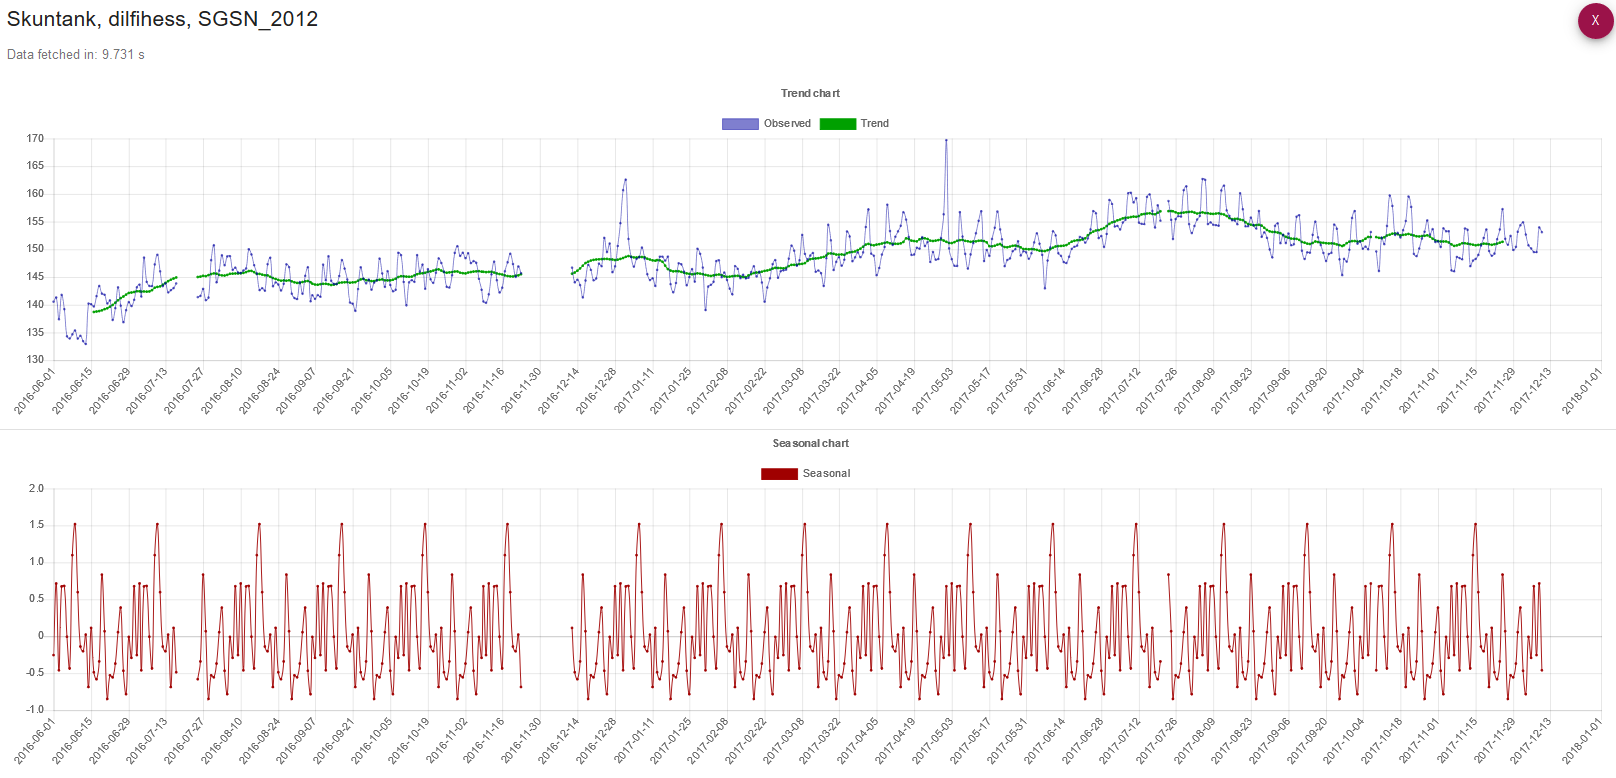 Skuntank, dilfihess, SGSN_2012
X
Data fetched in: 9.731 s
Trend chart
Observed Trend
170
165
160
155
150
145
140
135
130
2016-06-01 2016-06-15 2016-06-29 2016-07-13 2016-07-27 2016-08-10 2016-08-24 2016-09-07 2016-09-21 2016-10-05 2016-10-19 2016-11-02 2016-11-16 2016-11-30 2016-12-14 2016-12-28 2017-01-11 2017-01-25 2017-02-08 2017-02-22 2017-03-08 2017-03-22 2017-04-05 2017-04-19 2017-05-03 2017-05-17 2017-05-31 2017-06-14 2017-06-28 2017-07-12 2017-07-26 2017-08-09 2017-08-23 2017-09-06 2017-09-20 2017-10-04 2017-10-18 2017-11-01 2017-11-15 2017-11-29 2017-12-13 2018-01-01
Seasonal chart
Seasonal
2.0
1.5
1.0
0.5
0
-0.5
-1.0
2016-06-01 2016-06-15 2016-06-29 2016-07-13 2016-07-27 2016-08-10 2016-08-24 2016-09-07 2016-09-21 2016-10-05 2016-10-19 2016-11-02 2016-11-16 2016-11-30 2016-12-14 2016-12-28 2017-01-11 2017-01-25 2017-02-08 2017-02-22 2017-03-08 2017-03-22 2017-04-05 2017-04-19 2017-05-03 2017-05-17 2017-05-31 2017-06-14 2017-06-28 2017-07-12 2017-07-26 2017-08-09 2017-08-23 2017-09-06 2017-09-20 2017-10-04 2017-10-18 2017-11-01 2017-11-15 2017-11-29 2017-12-13 2018-01-01